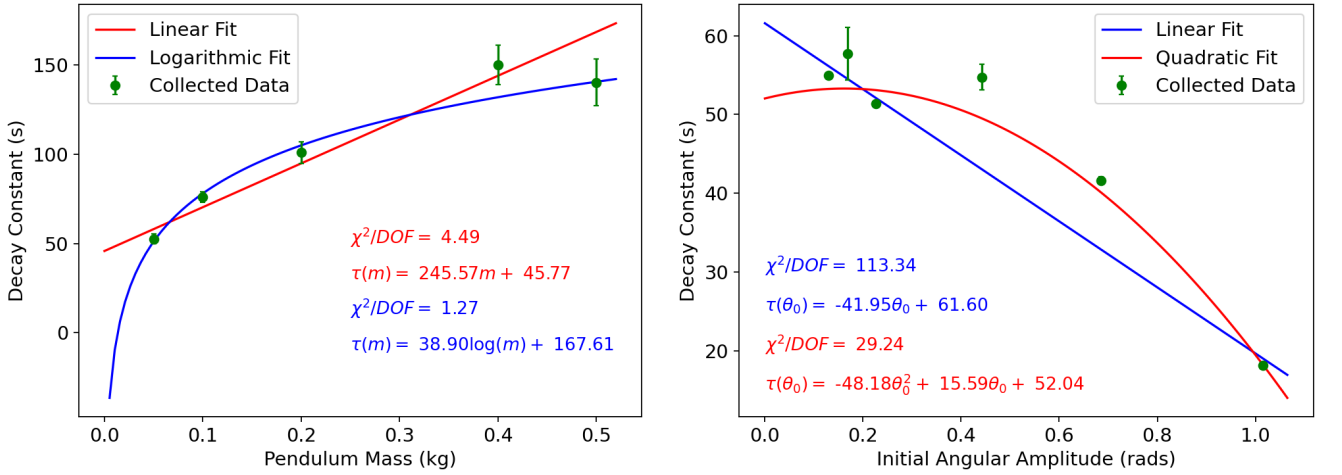 Linear Fit
Logarithmic Fit
Collected Data
150
100
50
0
Decay Constant (s)
χ²/DOF = 4.49
τ(m) = 245.57m + 45.77
χ²/DOF = 1.27
τ(m) = 38.90log(m) + 167.61
0.0 0.1 0.2 0.3 0.4 0.5
Pendulum Mass (kg)
Linear Fit
Quadratic Fit
Collected Data
60
50
40
30
20
Decay Constant (s)
χ²/DOF = 113.34
τ(θ₀) = -41.95θ₀ + 61.60
χ²/DOF = 29.24
τ(θ₀) = -48.18θ₀² + 15.59θ₀ + 52.04
0.0 0.2 0.4 0.6 0.8 1.0
Initial Angular Amplitude (rads)